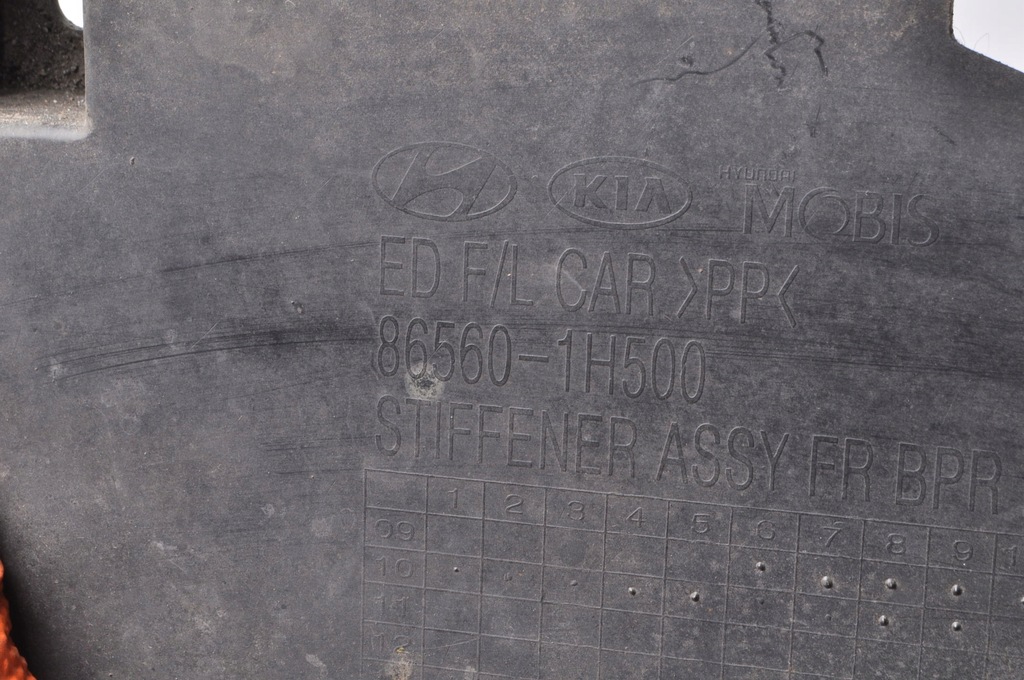 KIA HYUNDAI MOBIS
ED F/L CAR >PP<
86560-1H500
STIFFENER ASSY FR BPR
1 2 3 4 5 6 7 8 9 1
09
10
11
12